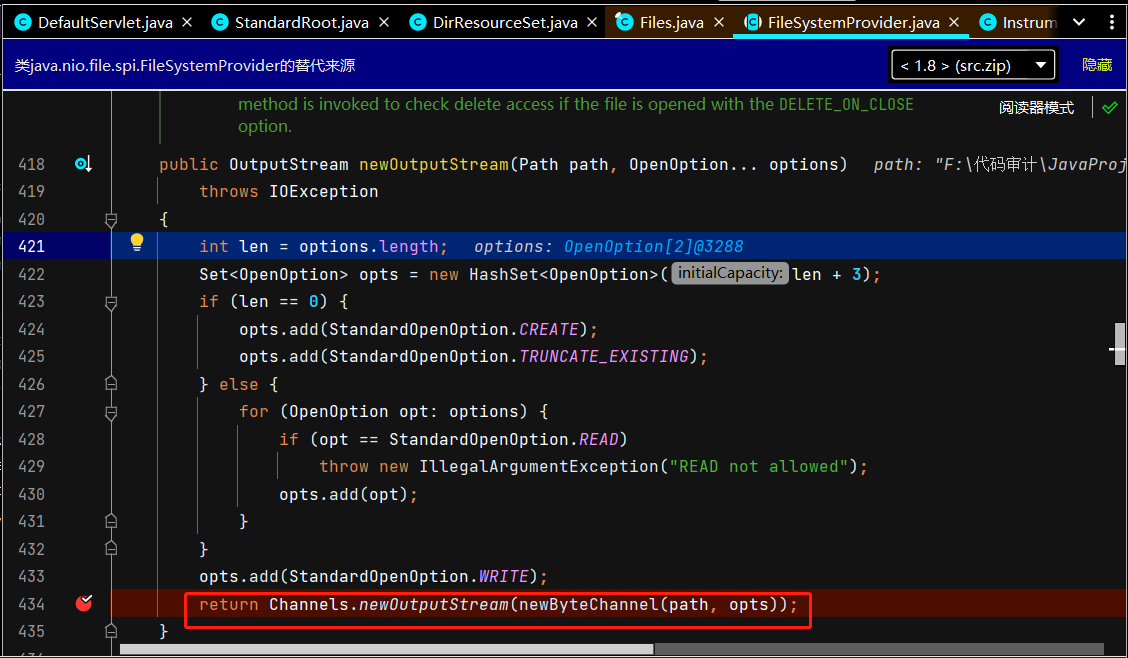 DefaultServlet.java StandardRoot.java DirResourceSet.java Files.java FileSystemProvider.java Instrum
类java.nio.file.spi.FileSystemProvider的替代来源 < 1.8 > (src.zip) 隐藏
method is invoked to check delete access if the file is opened with the DELETE_ON_CLOSE 阅读器模式
option.
418 public OutputStream newOutputStream(Path path, OpenOption... options) path: "F:\代码审计\JavaProj
419 throws IOException
420 {
421 int len = options.length; options: OpenOption[2]@3288
422 Set<OpenOption> opts = new HashSet<OpenOption>( initialCapacity: len + 3);
423 if (len == 0) {
424 opts.add(StandardOpenOption.CREATE);
425 opts.add(StandardOpenOption.TRUNCATE_EXISTING);
426 } else {
427 for (OpenOption opt: options) {
428 if (opt == StandardOpenOption.READ)
429 throw new IllegalArgumentException("READ not allowed");
430 opts.add(opt);
431 }
432 }
433 opts.add(StandardOpenOption.WRITE);
434 return Channels.newOutputStream(newByteChannel(path, opts));
435 }